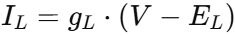 I_L = g_L · (V − E_L)